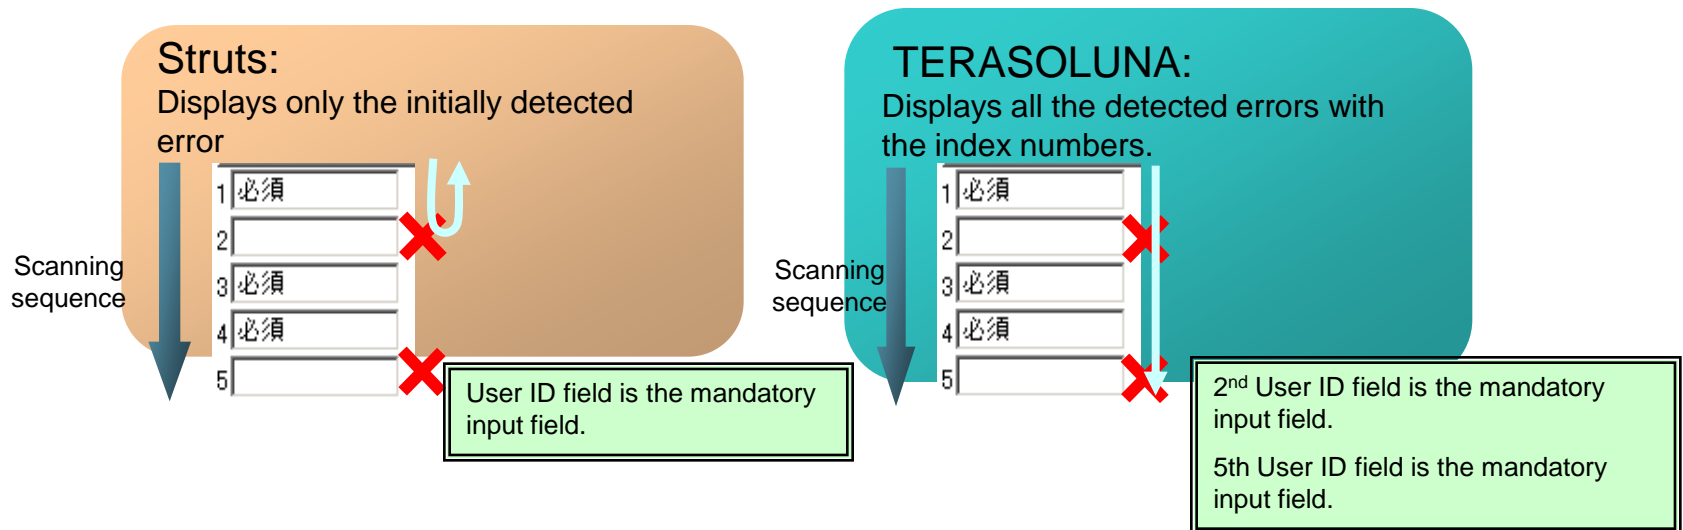 Struts:
Displays only the initially detected
error
Scanning
sequence
1 必須
2
3 必須
4 必須
5
User ID field is the mandatory
input field.
TERASOLUNA:
Displays all the detected errors with
the index numbers.
Scanning
sequence
1 必須
2
3 必須
4 必須
5
2nd User ID field is the mandatory
input field.
5th User ID field is the mandatory
input field.